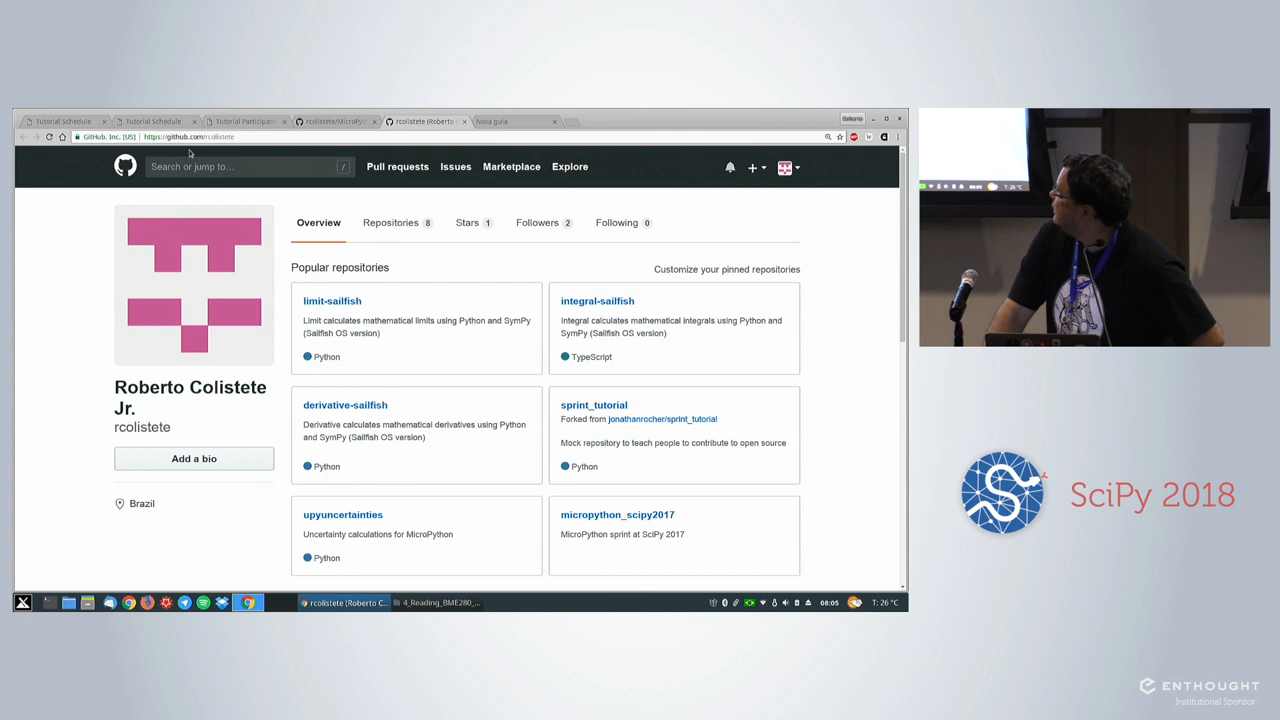 Tutorial Schedule
Tutorial Schedule
Tutorial Participan
rcolistete/MicroPyt
rcolistete (Roberto
Nova guia
GitHub, Inc. [US]
https://github.com/rcolistete
Search or jump to…
/
Pull requests
Issues
Marketplace
Explore
Overview
Repositories 8
Stars 1
Followers 2
Following 0
Popular repositories
Customize your pinned repositories
limit-sailfish
Limit calculates mathematical limits using Python and SymPy
(Sailfish OS version)
Python
integral-sailfish
Integral calculates mathematical integrals using Python and
SymPy (Sailfish OS version)
TypeScript
derivative-sailfish
Derivative calculates mathematical derivatives using Python
and SymPy (Sailfish OS version)
Python
sprint_tutorial
Forked from jonathanrocher/sprint_tutorial
Mock repository to teach people to contribute to open source
Python
upyuncertainties
Uncertainty calculations for MicroPython
Python
micropython_scipy2017
MicroPython sprint at SciPy 2017
Roberto Colistete
Jr.
rcolistete
Add a bio
Brazil
rcolistete (Roberto C...
4_Reading_BME280_...
08:05
T: 26 °C
T: 26 °C
S
SciPy 2018
ENTHOUGHT
Institutional Sponsor